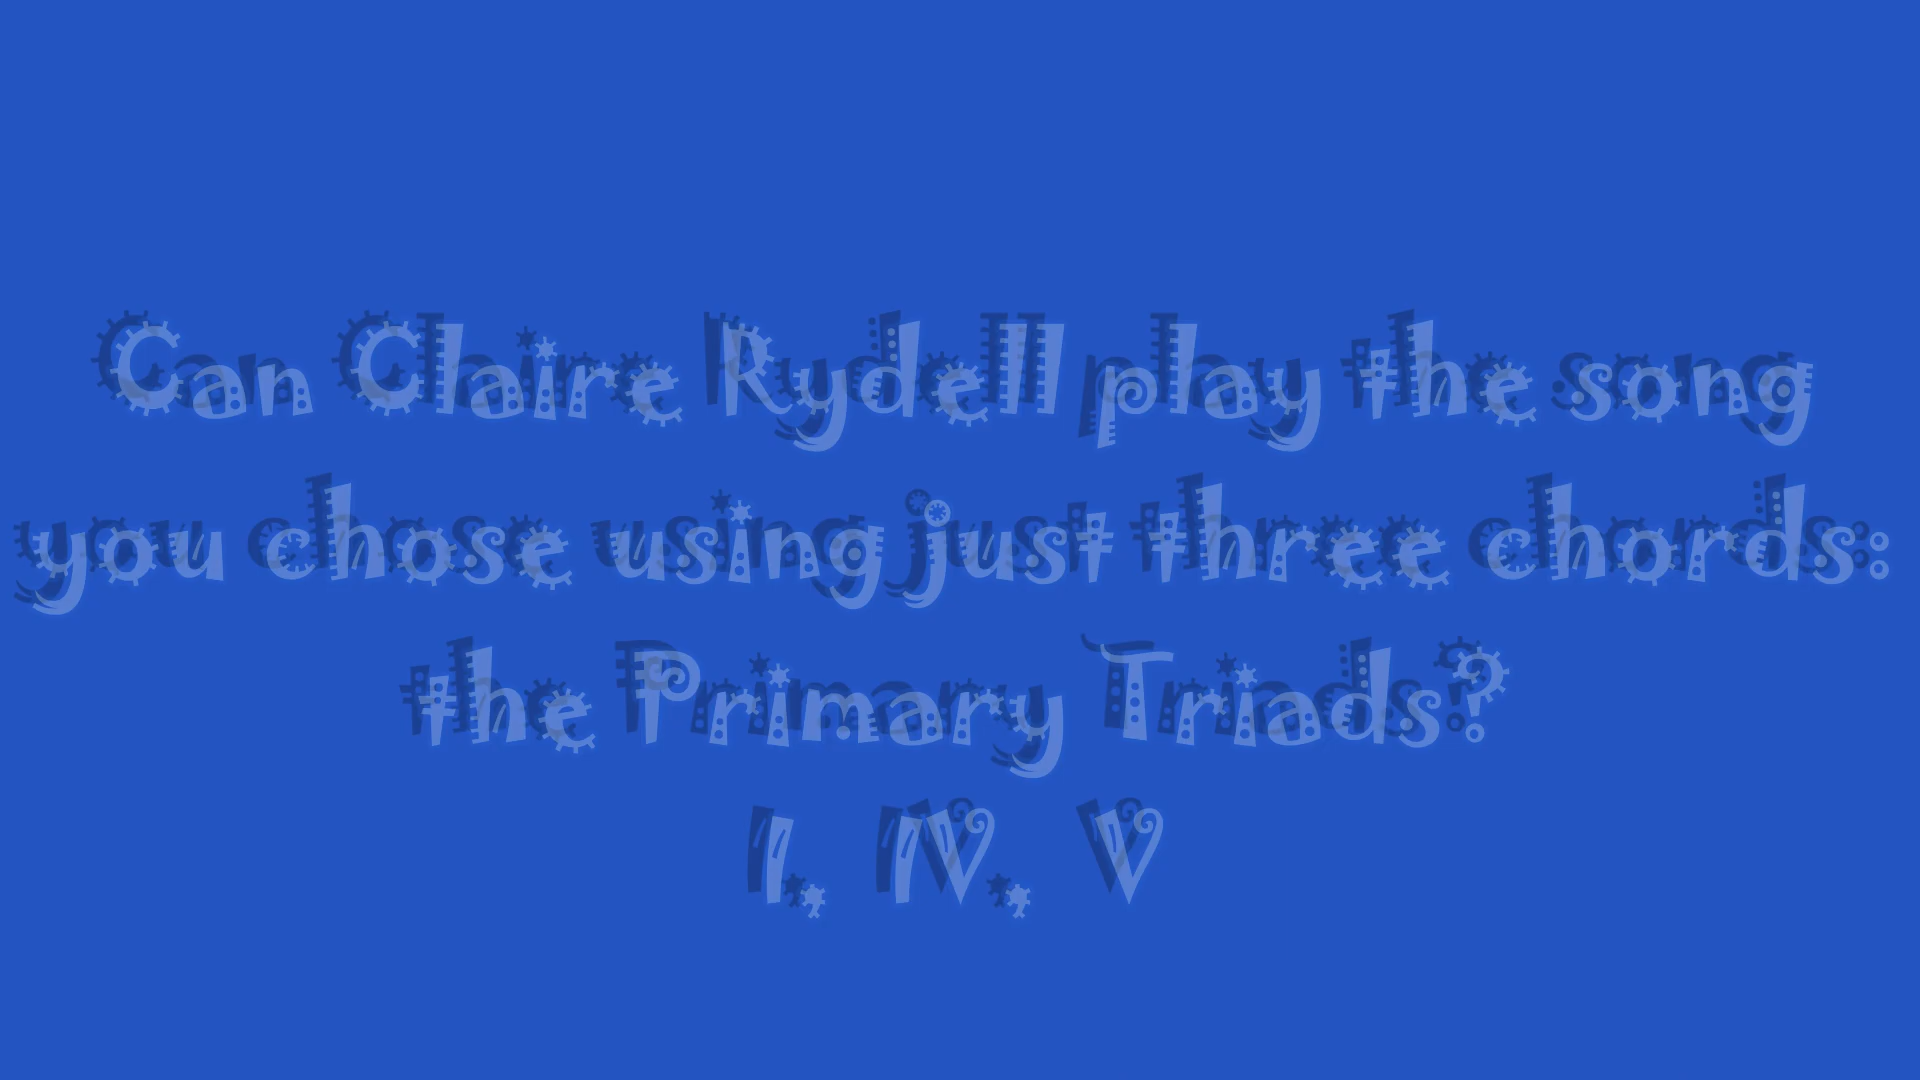 Can Claire Rydell play the song
you chose using just three chords:
the Primary Triads?
I, IV, V